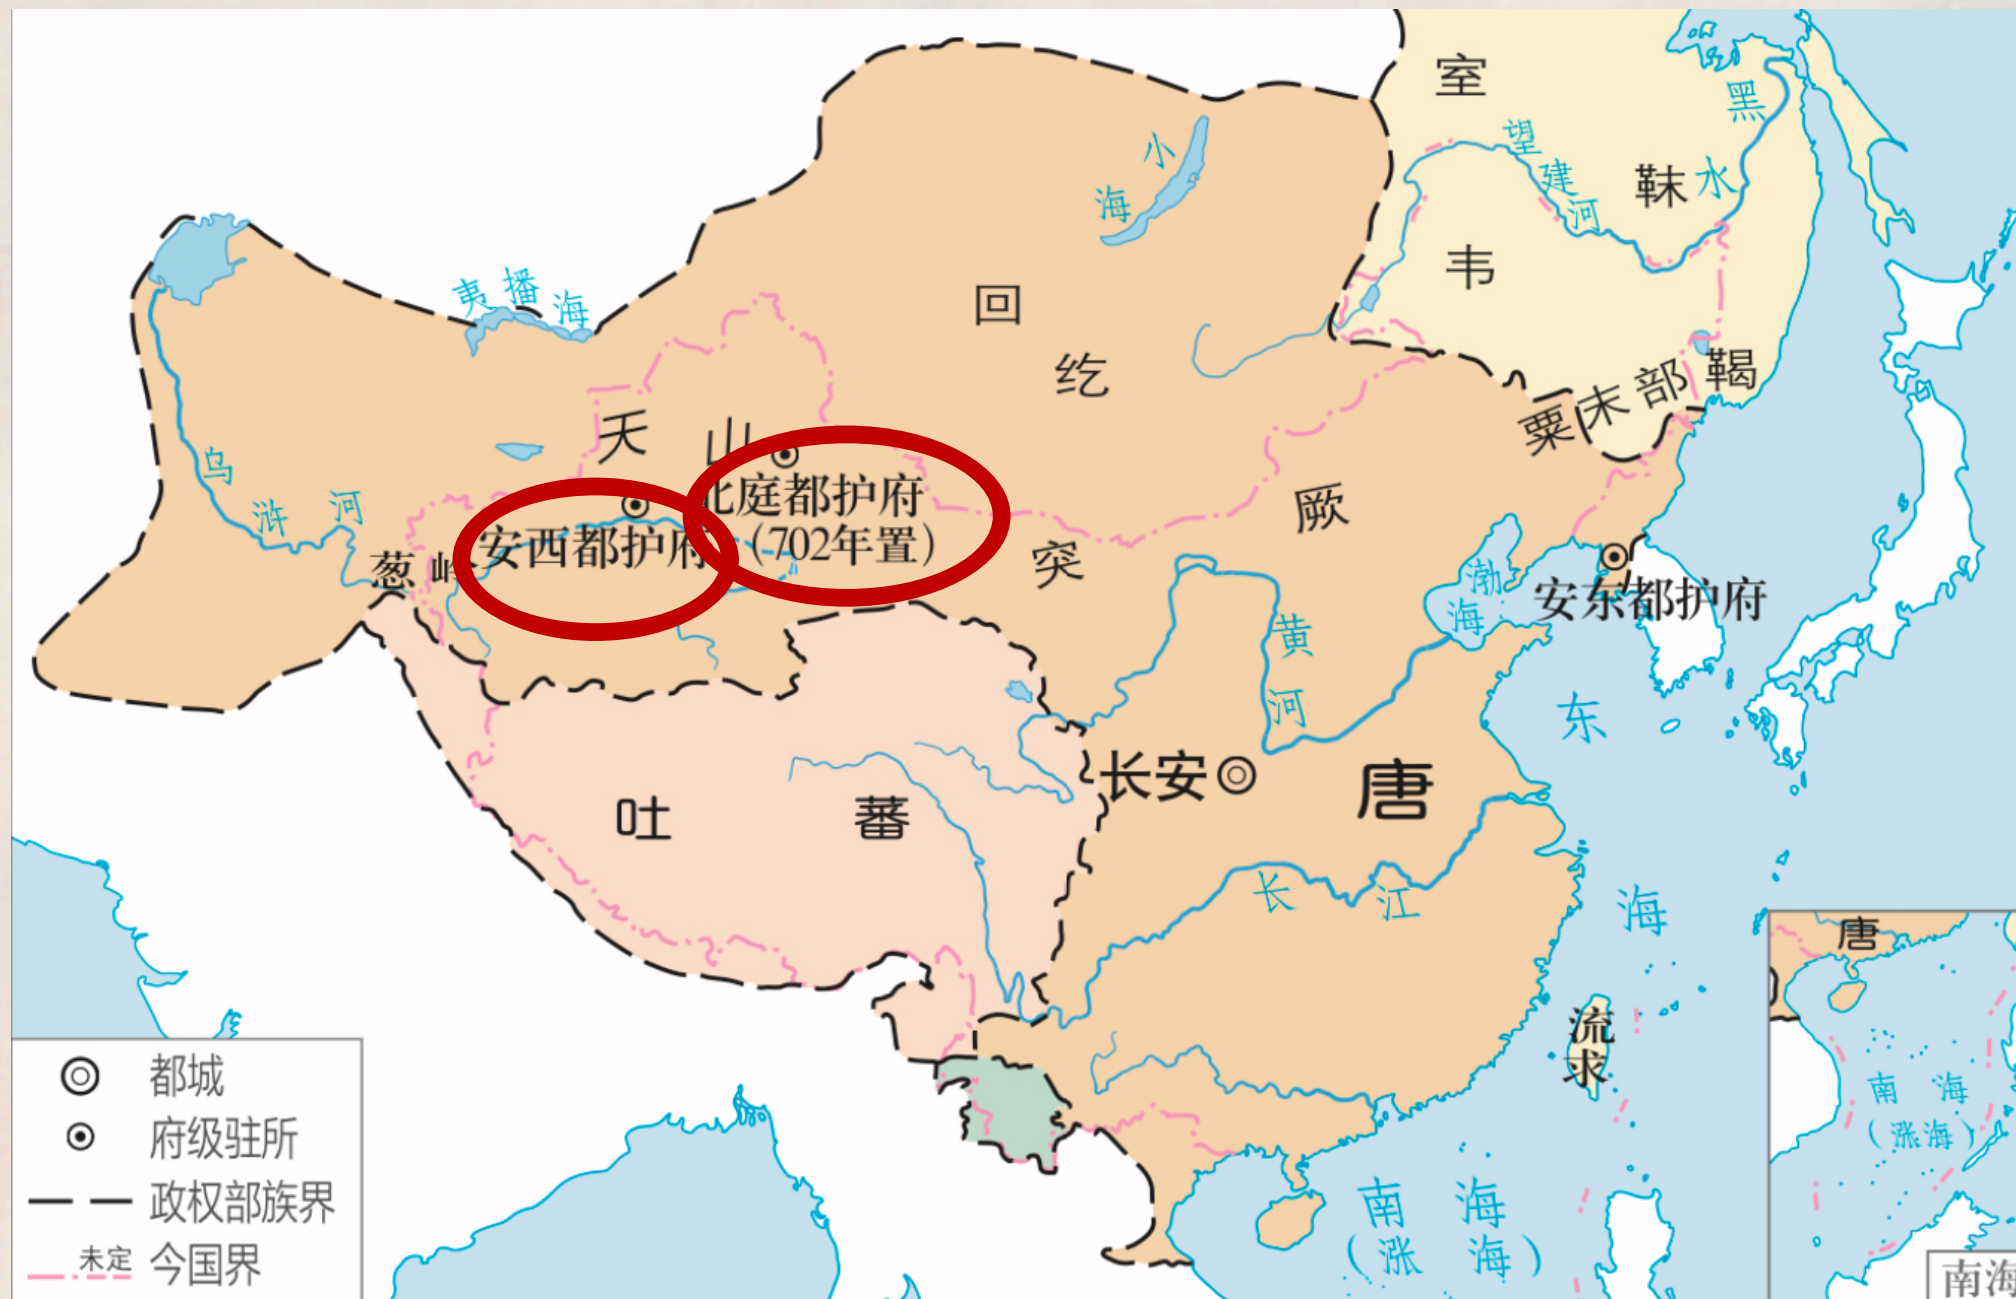 室
黑
水
望建河
靺
韦
鞨
粟末部
小海
回纥
夷播海
天山
北庭都护府
（702年置）
安西都护府
乌浒河
葱岭
突厥
渤海
安东都护府
黄河
东海
长安
唐
吐蕃
长江
流求
南海
（涨海）
唐
南海
（涨海）
南海
都城
府级驻所
政权部族界
未定
今国界